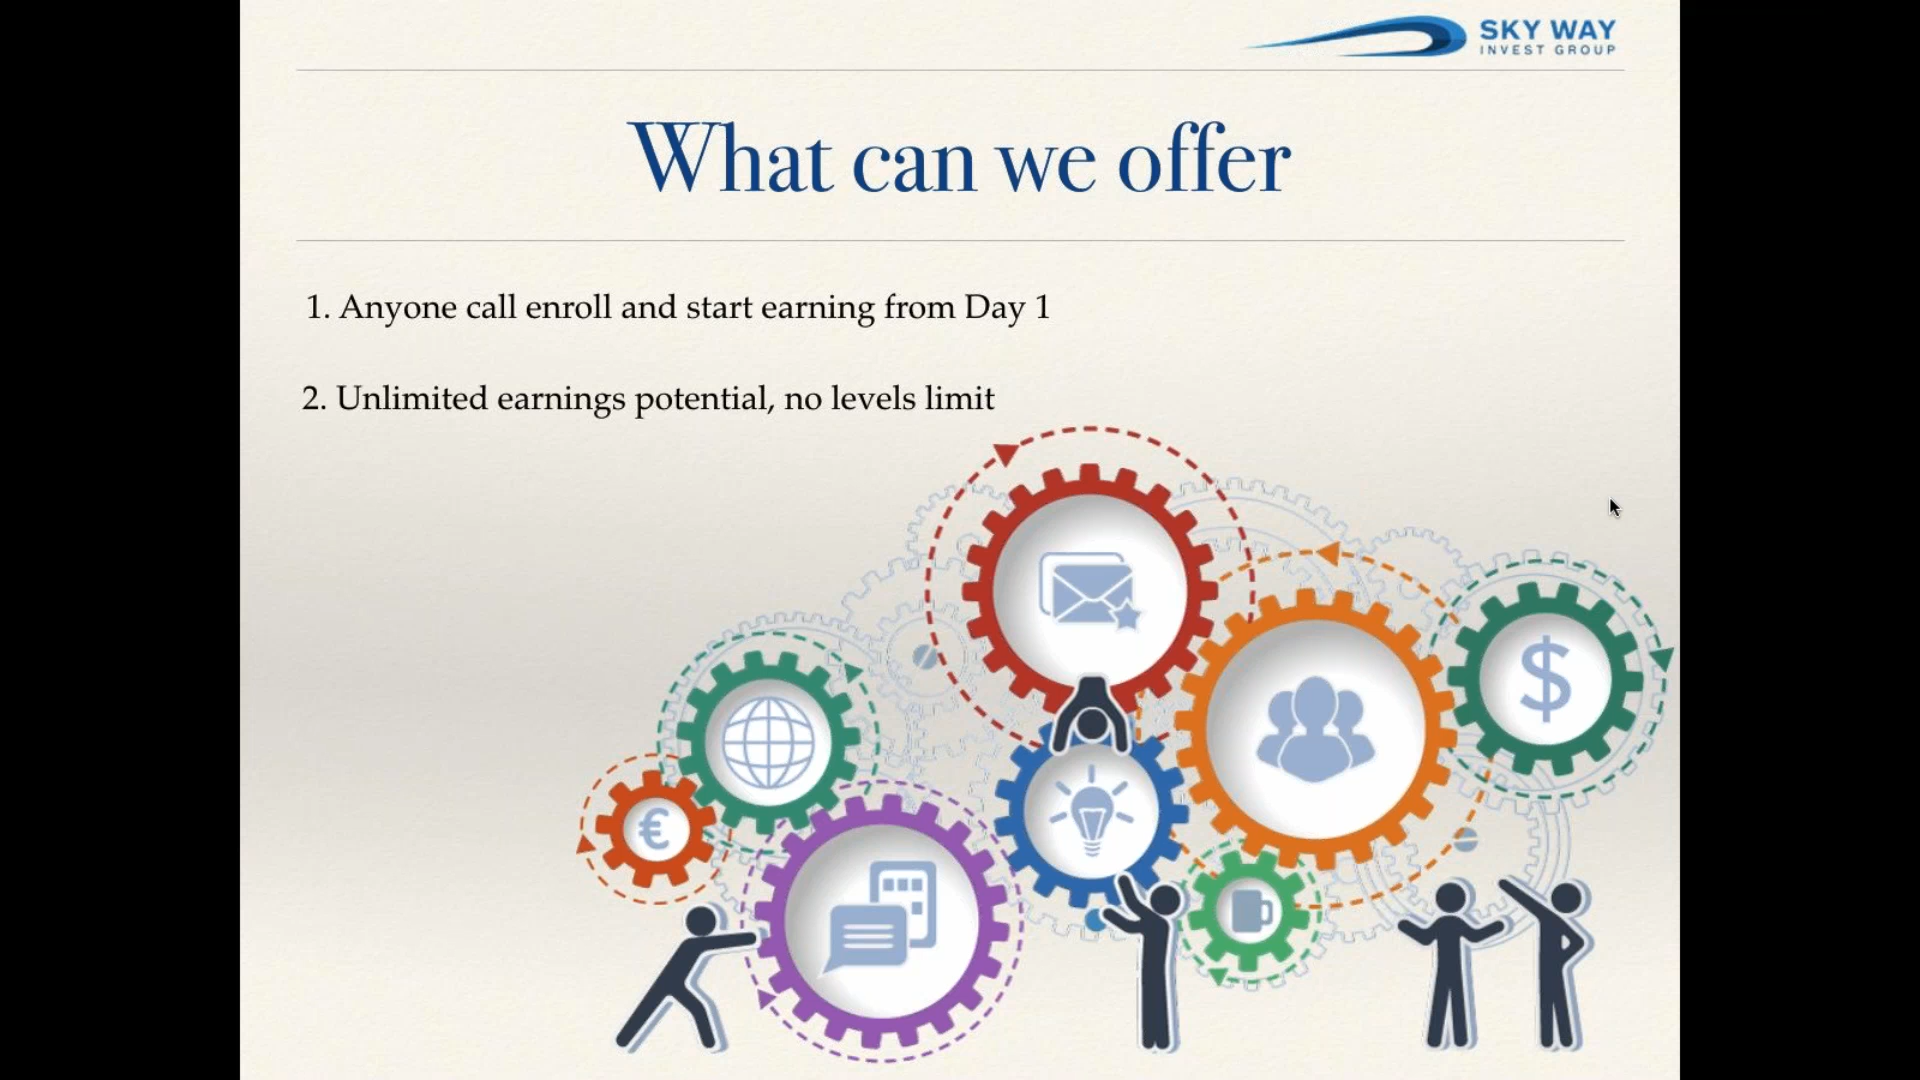 SKY WAY
INVEST GROUP
What can we offer
1. Anyone call enroll and start earning from Day 1
2. Unlimited earnings potential, no levels limit
$
€